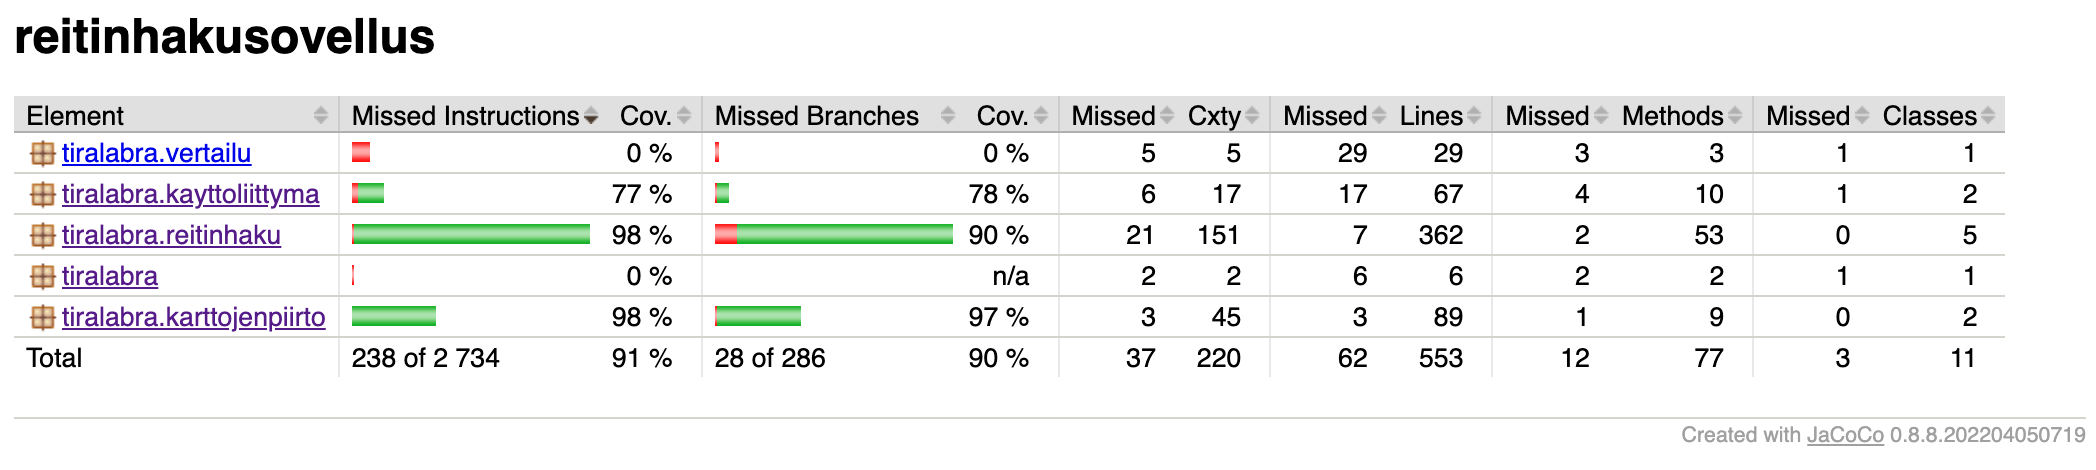 reitinhakusovellus
Element Missed Instructions Cov. Missed Branches Cov. Missed Cxty Missed Lines Missed Methods Missed Classes
tiralabra.vertailu 0 % 0 % 5 5 29 29 3 3 1 1
tiralabra.kayttoliittyma 77 % 78 % 6 17 17 67 4 10 1 2
tiralabra.reitinhaku 98 % 90 % 21 151 7 362 2 53 0 5
tiralabra 0 % n/a 2 2 6 6 2 2 1 1
tiralabra.karttojenpiirto 98 % 97 % 3 45 3 89 1 9 0 2
Total 238 of 2 734 91 % 28 of 286 90 % 37 220 62 553 12 77 3 11
Created with JaCoCo 0.8.8.202204050719